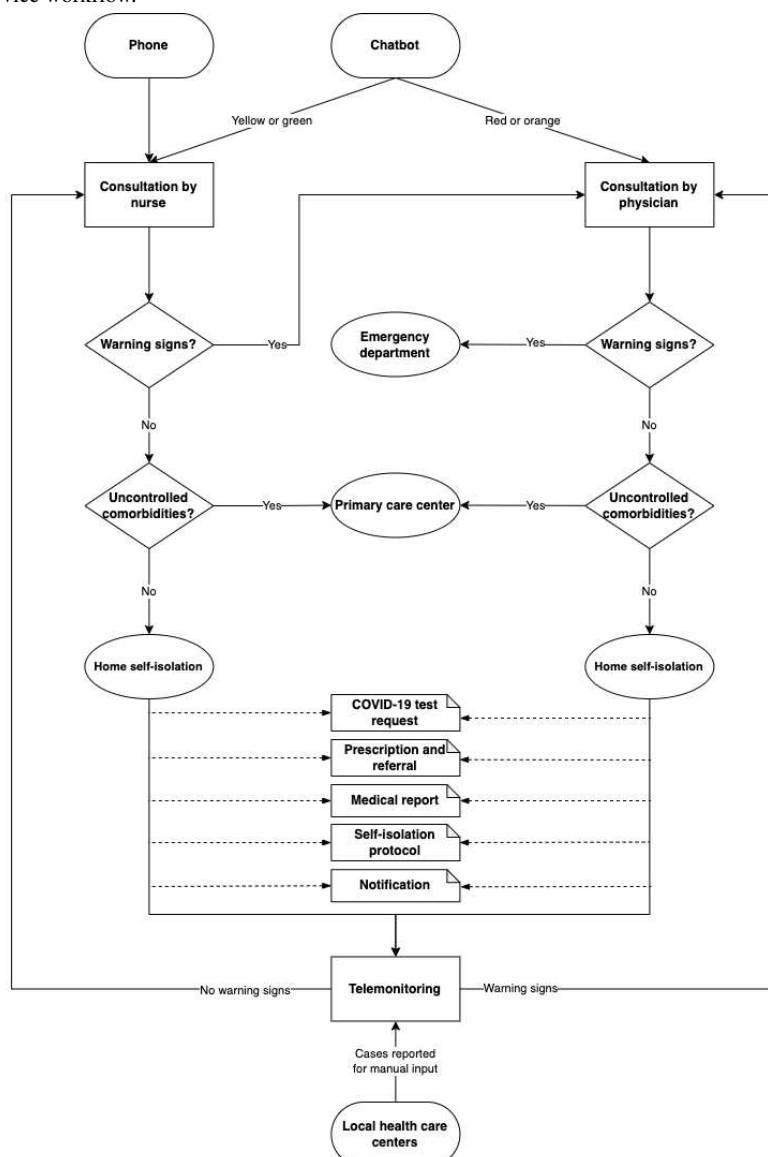 vice workflow.
Phone
Chatbot
Yellow or green
Red or orange
Consultation by
nurse
Consultation by
physician
Warning signs?
Yes
Emergency
department
Yes
Warning signs?
No
No
Uncontrolled
comorbidities?
Yes
Primary care center
Yes
Uncontrolled
comorbidities?
No
No
Home self-isolation
Home self-isolation
COVID-19 test
request
Prescription and
referral
Medical report
Self-isolation
protocol
Notification
No warning signs
Telemonitoring
Warning signs
Cases reported
for manual input
Local health care
centers